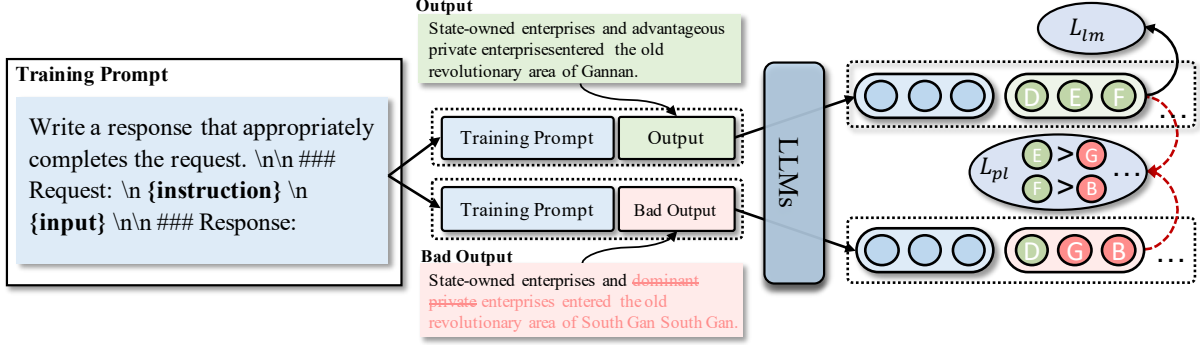 Training Prompt
Write a response that appropriately
completes the request. \n\n ###
Request: \n {instruction} \n
{input} \n\n ### Response:
Output
State-owned enterprises and advantageous
private enterprisesentered the old
revolutionary area of Gannan.
Training Prompt
Output
Training Prompt
Bad Output
Bad Output
State-owned enterprises and dominant
private enterprises entered the old
revolutionary area of South Gan South Gan.
LLMs
L_lm
D E F
...
L_pl
E > G
F > B
...
D G B
...